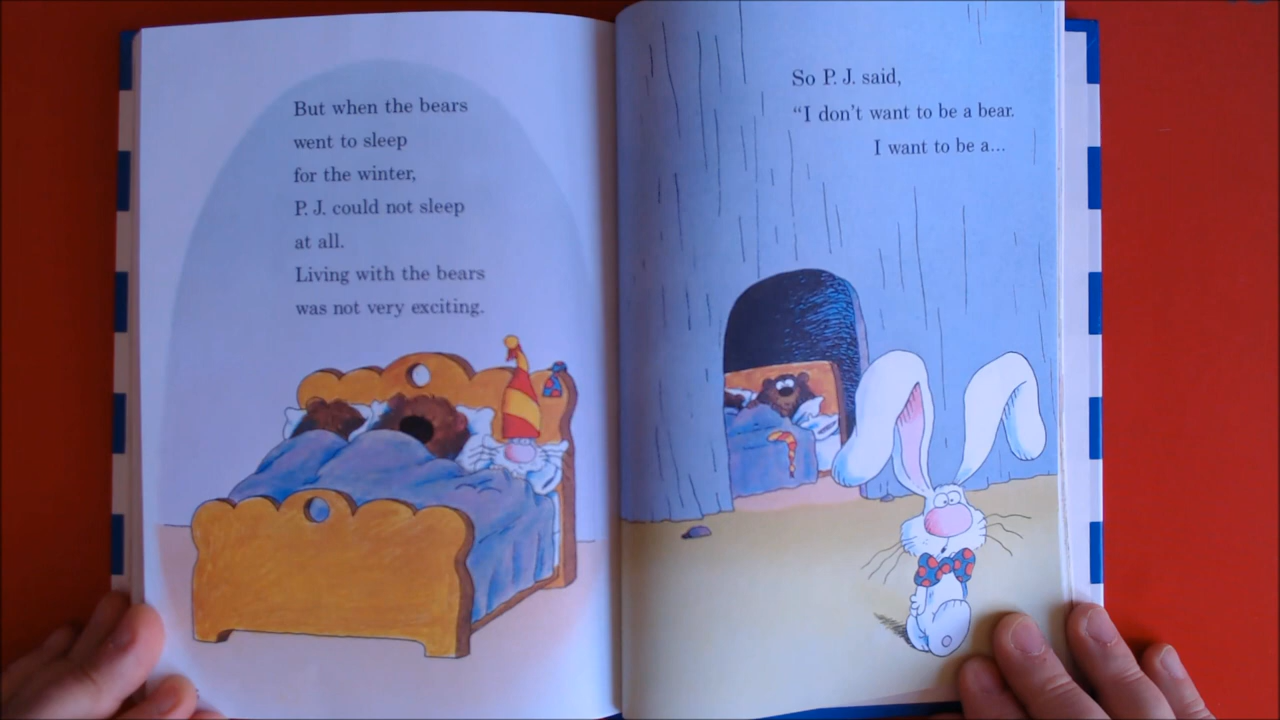 But when the bears
went to sleep
for the winter,
P. J. could not sleep
at all.
Living with the bears
was not very exciting.
So P. J. said,
“I don’t want to be a bear.
I want to be a...